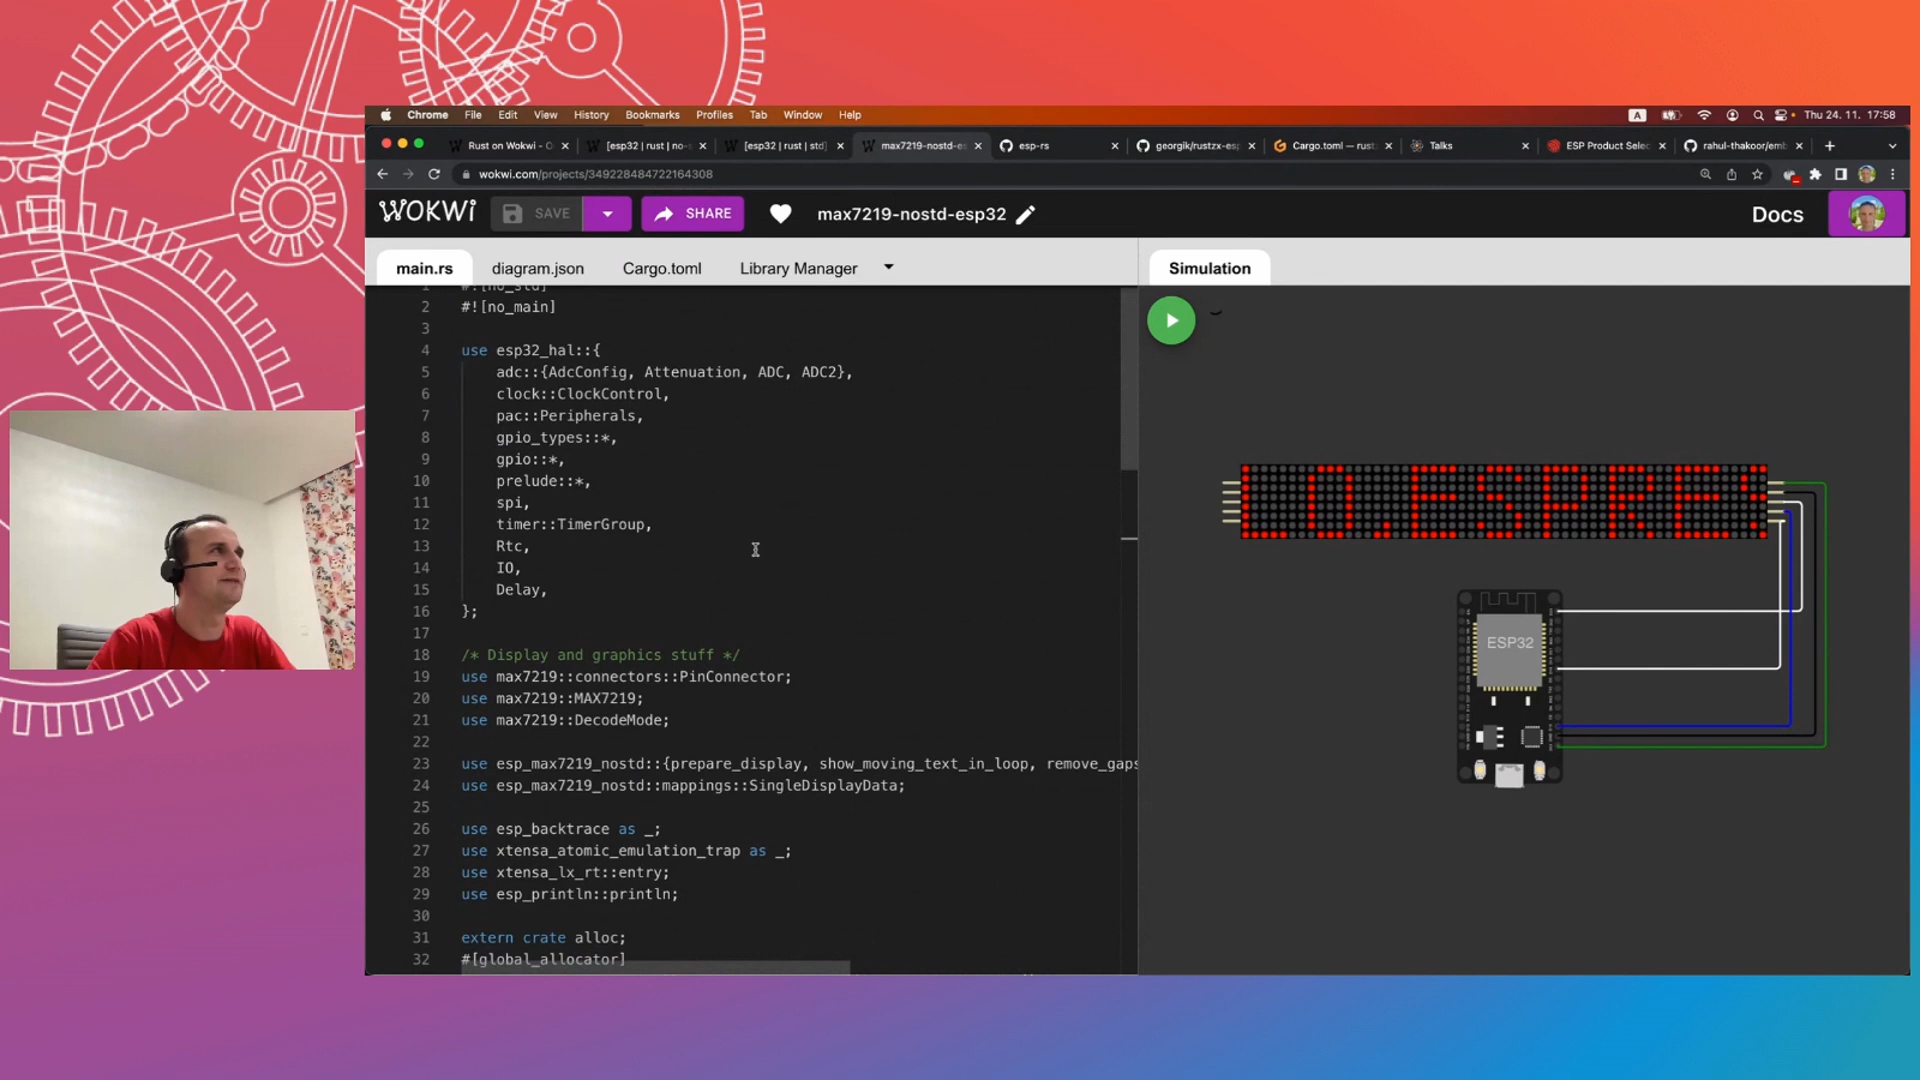 Chrome File Edit View History Bookmarks Profiles Tab Window Help A Thu 24. 11. 17:58
Rust on Wokwi - O [esp32 | rust | no- [esp32 | rust | std] max7219-nostd-es esp-rs georgik/rustzx-esp Cargo.toml — rust Talks ESP Product Selec rahul-thakoor/emb
wokwi.com/projects/349228484722164308
WOKWI SAVE SHARE max7219-nostd-esp32 Docs
main.rs diagram.json Cargo.toml Library Manager Simulation
1 #![no_std]
2 #![no_main]
3
4 use esp32_hal::{
5 adc::{AdcConfig, Attenuation, ADC, ADC2},
6 clock::ClockControl,
7 pac::Peripherals,
8 gpio_types::*,
9 gpio::*,
10 prelude::*,
11 spi,
12 timer::TimerGroup,
13 Rtc,
14 IO,
15 Delay,
16 };
17
18 /* Display and graphics stuff */
19 use max7219::connectors::PinConnector;
20 use max7219::MAX7219;
21 use max7219::DecodeMode;
22
23 use esp_max7219_nostd::{prepare_display, show_moving_text_in_loop, remove_gaps
24 use esp_max7219_nostd::mappings::SingleDisplayData;
25
26 use esp_backtrace as _;
27 use xtensa_atomic_emulation_trap as _;
28 use xtensa_lx_rt::entry;
29 use esp_println::println;
30
31 extern crate alloc;
32 #[global_allocator]
ESP32